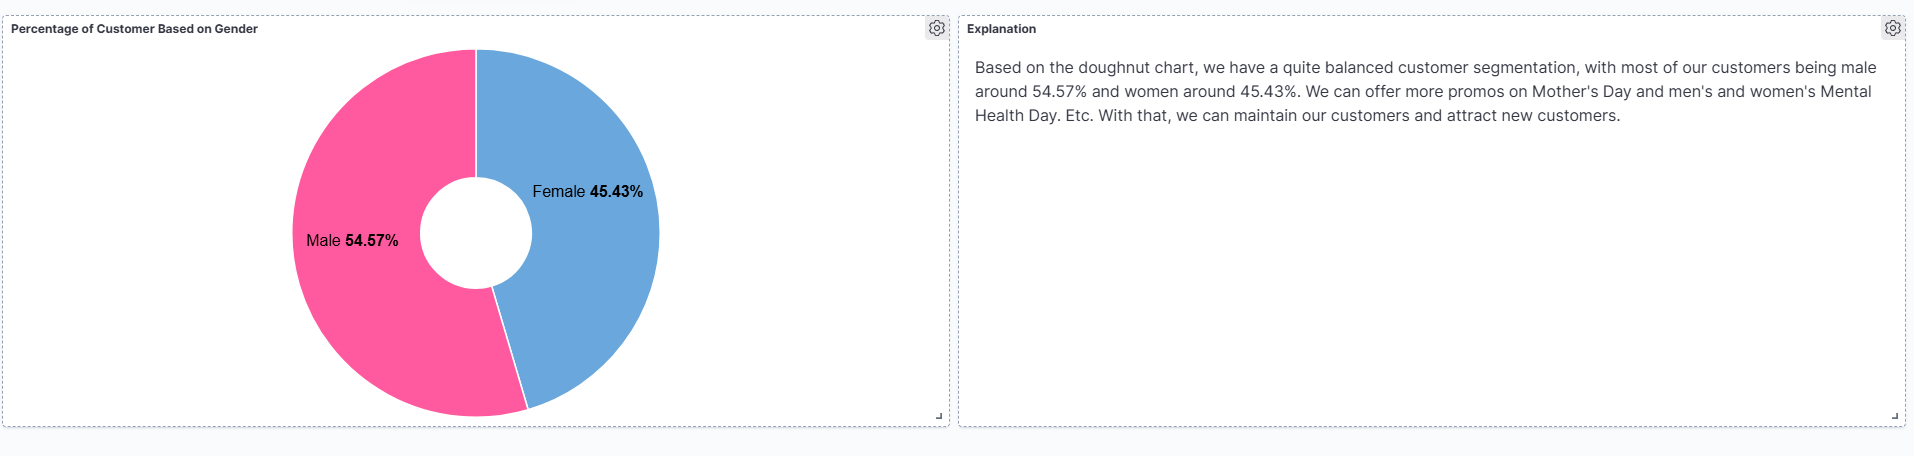 Percentage of Customer Based on Gender
Female 45.43%
Male 54.57%
Explanation
Based on the doughnut chart, we have a quite balanced customer segmentation, with most of our customers being male
around 54.57% and women around 45.43%. We can offer more promos on Mother's Day and men's and women's Mental
Health Day. Etc. With that, we can maintain our customers and attract new customers.